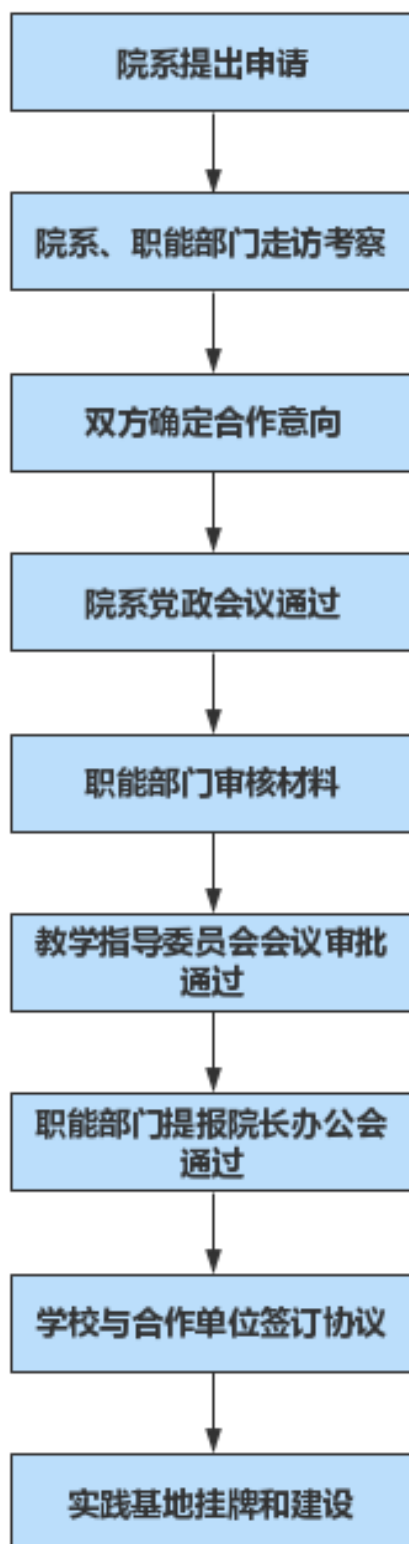 院系提出申请
院系、职能部门走访考察
双方确定合作意向
院系党政会议通过
职能部门审核材料
教学指导委员会会议审批
通过
职能部门提报院长办公会
通过
学校与合作单位签订协议
实践基地挂牌和建设